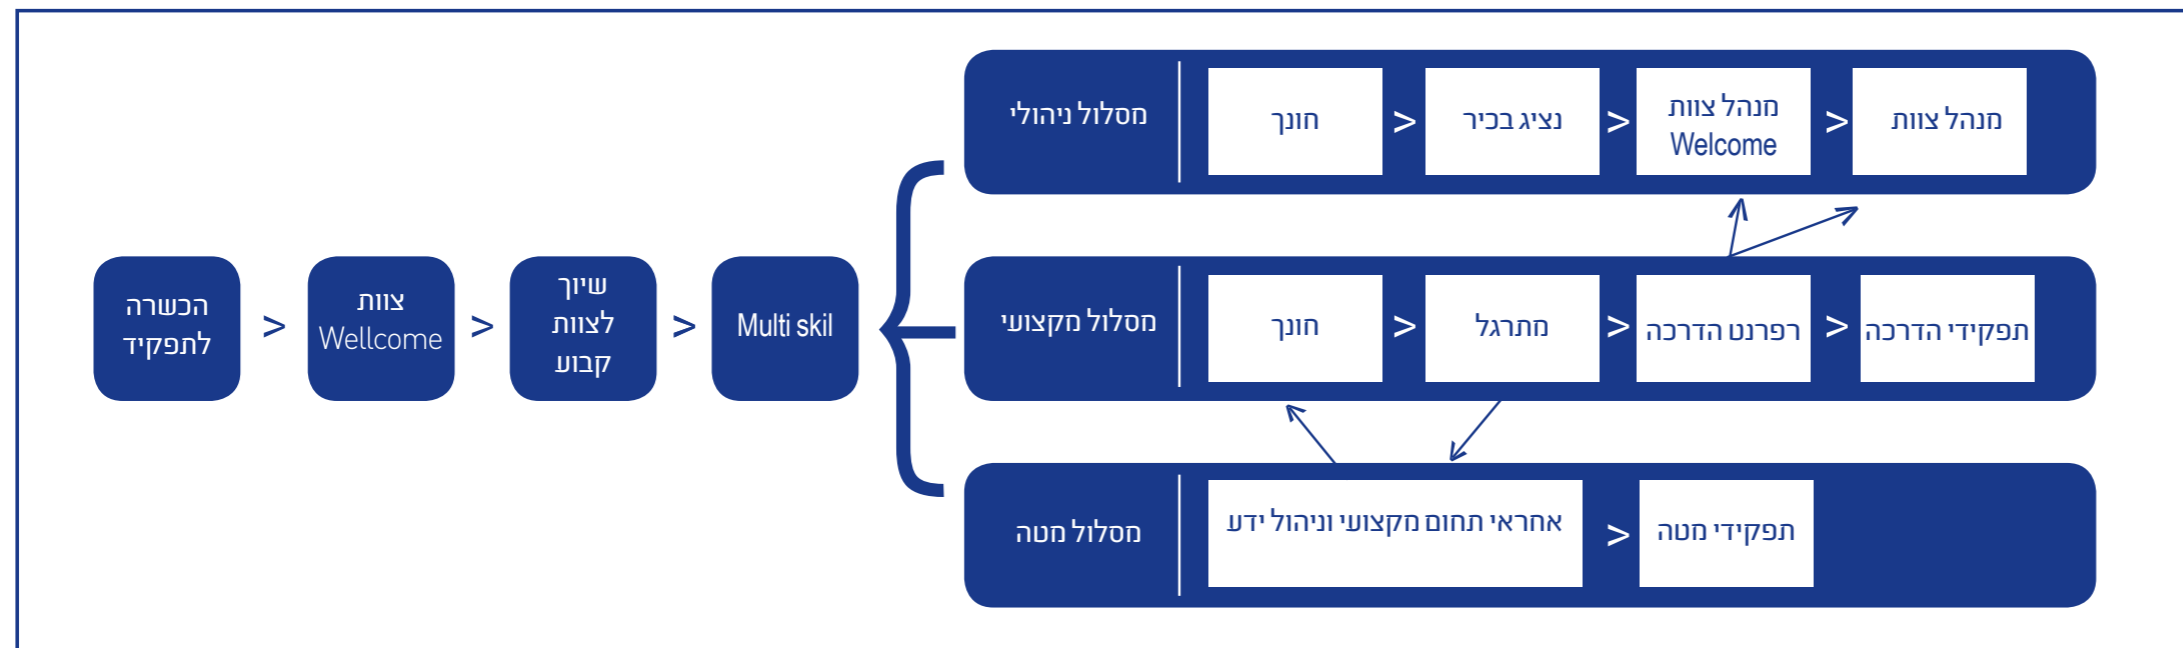 הכשרה
לתפקיד
>
צוות
Wellcome
>
שיוך
לצוות
קבוע
>
Multi skil
מסלול ניהולי
חונך
>
נציג בכיר
>
מנהל צוות
Welcome
>
מנהל צוות
מסלול מקצועי
חונך
>
מתרגל
>
רפרנט הדרכה
>
תפקידי הדרכה
מסלול מטה
אחראי תחום מקצועי וניהול ידע
>
תפקידי מטה